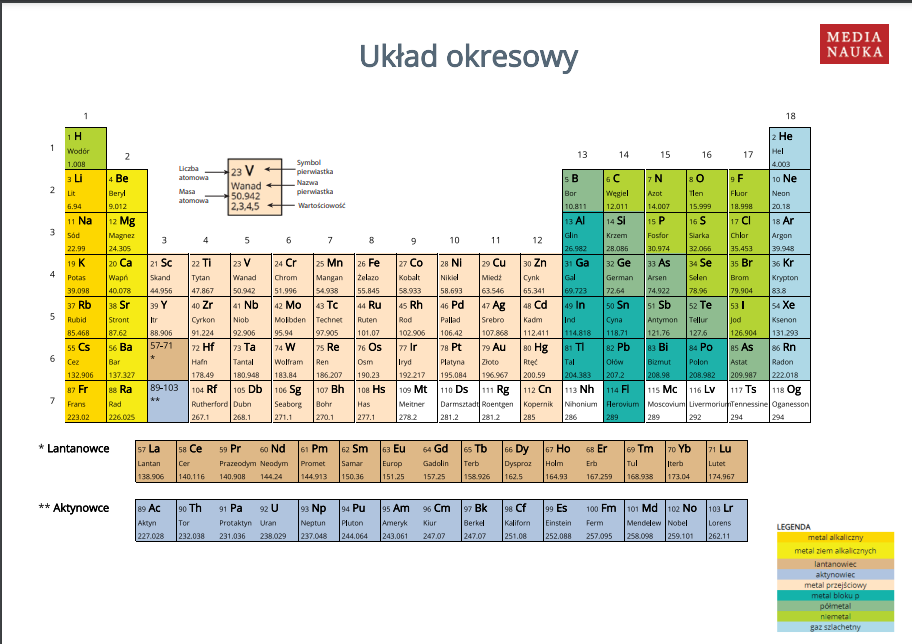 MEDIA
NAUKA
Układ okresowy
1
18
2
13 14 15 16 17
3 4 5 6 7 8 9 10 11 12
Liczba
atomowa
Masa
atomowa
23 V
Wanad
50.942
2,3,4,5
Symbol
pierwiastka
Nazwa
pierwiastka
Wartościowość
1
1 H 2 He
Wodór Hel
1.008 4.003
2
3 Li 4 Be 5 B 6 C 7 N 8 O 9 F 10 Ne
Lit Beryl Bor Węgiel Azot Tlen Fluor Neon
6.94 9.012 10.811 12.011 14.007 15.999 18.998 20.18
3
11 Na 12 Mg 13 Al 14 Si 15 P 16 S 17 Cl 18 Ar
Sód Magnez Glin Krzem Fosfor Siarka Chlor Argon
22.99 24.305 26.982 28.086 30.974 32.066 35.453 39.948
4
19 K 20 Ca 21 Sc 22 Ti 23 V 24 Cr 25 Mn 26 Fe 27 Co 28 Ni 29 Cu 30 Zn 31 Ga 32 Ge 33 As 34 Se 35 Br 36 Kr
Potas Wapń Skand Tytan Wanad Chrom Mangan Żelazo Kobalt Nikiel Miedź Cynk Gal German Arsen Selen Brom Krypton
39.098 40.078 44.956 47.867 50.942 51.996 54.938 55.845 58.933 58.693 63.546 65.341 69.723 72.64 74.922 78.96 79.904 83.8
5
37 Rb 38 Sr 39 Y 40 Zr 41 Nb 42 Mo 43 Tc 44 Ru 45 Rh 46 Pd 47 Ag 48 Cd 49 In 50 Sn 51 Sb 52 Te 53 I 54 Xe
Rubid Stront Itr Cyrkon Niob Molibden Technet Ruten Rod Pallad Srebro Kadm Ind Cyna Antymon Tellur Jod Ksenon
85.468 87.62 88.906 91.224 92.906 95.94 97.905 101.07 102.906 106.42 107.868 112.411 114.818 118.71 121.76 127.6 126.904 131.293
6
55 Cs 56 Ba 57-71 72 Hf 73 Ta 74 W 75 Re 76 Os 77 Ir 78 Pt 79 Au 80 Hg 81 Tl 82 Pb 83 Bi 84 Po 85 As 86 Rn
Cez Bar * Hafn Tantal Wolfram Ren Osm Iryd Platyna Złoto Rtęć Tal Ołów Bizmut Polon Astat Radon
132.906 137.327 178.49 180.948 183.84 186.207 190.23 192.217 195.084 196.967 200.59 204.383 207.2 208.98 208.982 209.987 222.018
7
87 Fr 88 Ra 89-103 104 Rf 105 Db 106 Sg 107 Bh 108 Hs 109 Mt 110 Ds 111 Rg 112 Cn 113 Nh 114 Fl 115 Mc 116 Lv 117 Ts 118 Og
Frans Rad ** Rutherford Dubn Seaborg Bohr Has Meitner Darmsztadt Roentgen Kopernik Nihonium Flerovium Moscovium Livermorium Tennessine Oganesson
223.02 226.025 267.1 268.1 271.1 270.1 277.1 278.2 281.2 281.2 285 286 289 289 292 294 294
* Lantanowce
57 La 58 Ce 59 Pr 60 Nd 61 Pm 62 Sm 63 Eu 64 Gd 65 Tb 66 Dy 67 Ho 68 Er 69 Tm 70 Yb 71 Lu
Lantan Cer Prazeodym Neodym Promet Samar Europ Gadolin Terb Dysproz Holm Erb Tul Iterb Lutet
138.906 140.116 140.908 144.24 144.913 150.36 151.25 157.25 158.926 162.5 164.93 167.259 168.938 173.04 174.967
** Aktynowce
89 Ac 90 Th 91 Pa 92 U 93 Np 94 Pu 95 Am 96 Cm 97 Bk 98 Cf 99 Es 100 Fm 101 Md 102 No 103 Lr
Aktyn Tor Protaktyn Uran Neptun Pluton Ameryk Kiur Berkel Kaliforn Einstein Ferm Mendelew Nobel Lorens
227.028 232.038 231.036 238.029 237.048 244.064 243.061 247.07 247.07 251.08 252.088 257.095 258.098 259.101 262.11
LEGENDA
metal alkaliczny
metal ziem alkalicznych
lantanowiec
aktynowiec
metal przejściowy
metal bloku p
półmetal
niemetal
gaz szlachetny